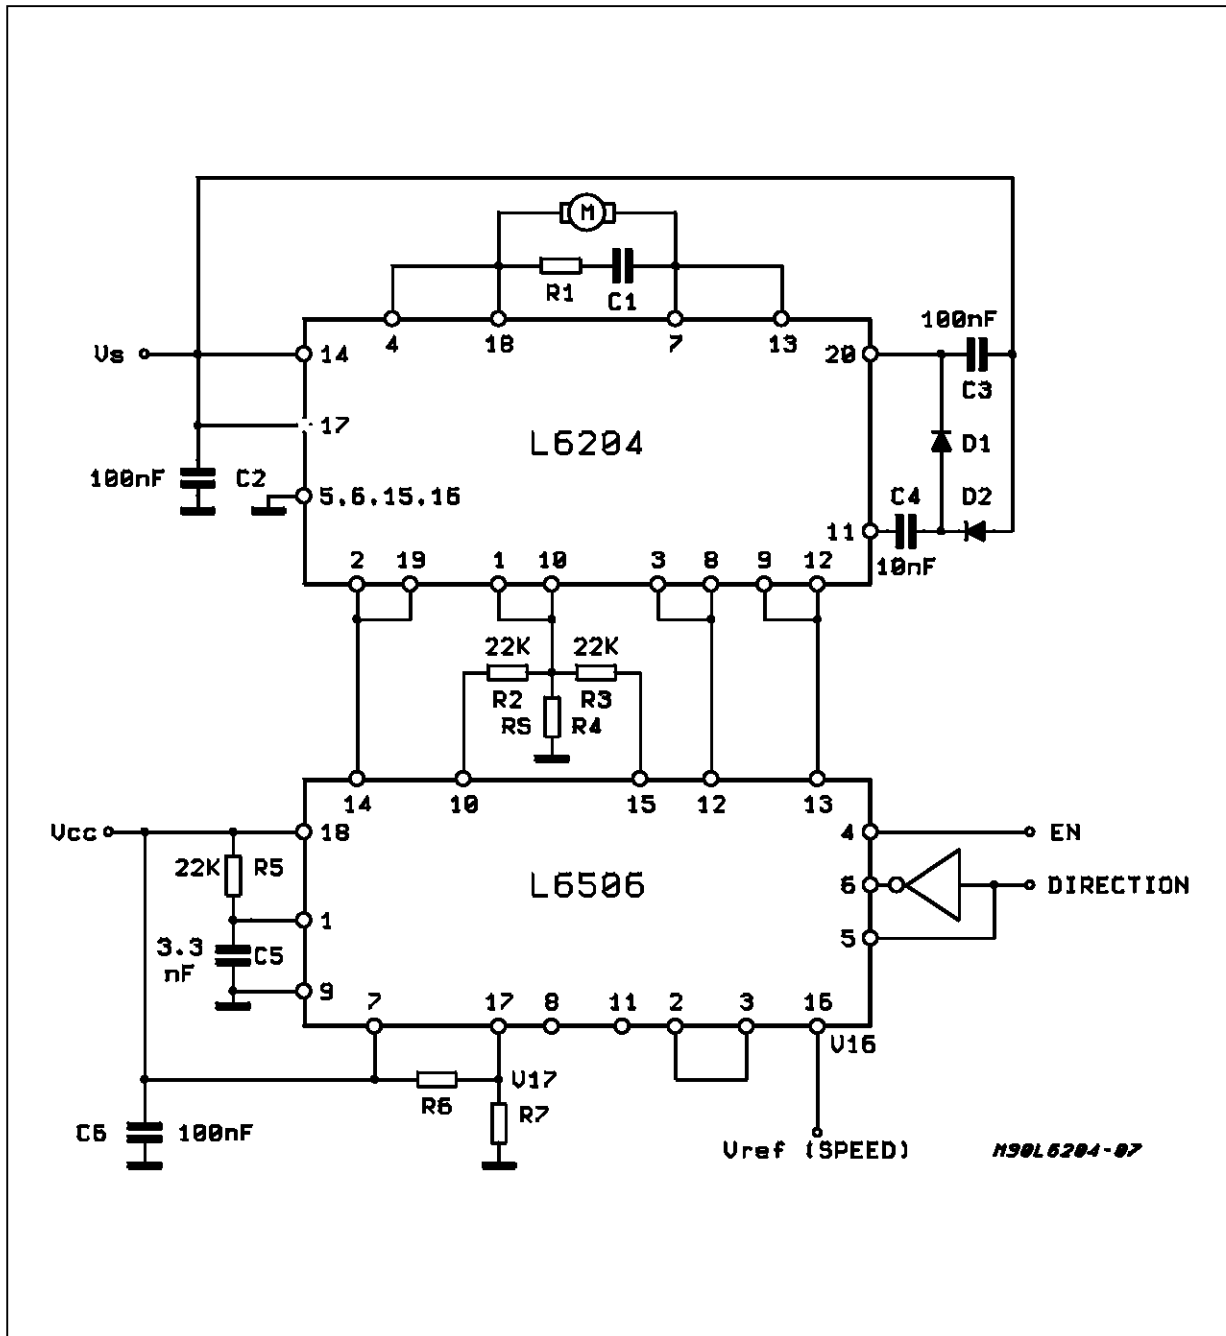 M
R1
C1
4
18
7
13
100nF
Vs
14
20
C3
17
L6204
D1
100nF
C2
5.6.15.16
C4
D2
11
10nF
2
19
1
10
3
8
9
12
22K
22K
R2
R3
RS
R4
14
10
15
12
13
Vcc
18
4
EN
22K
R5
L6506
6
DIRECTION
1
5
3.3
nF
C5
9
7
17
8
11
2
3
16
V16
V17
R6
R7
C6
100nF
Vref (SPEED)
M90L6204-07